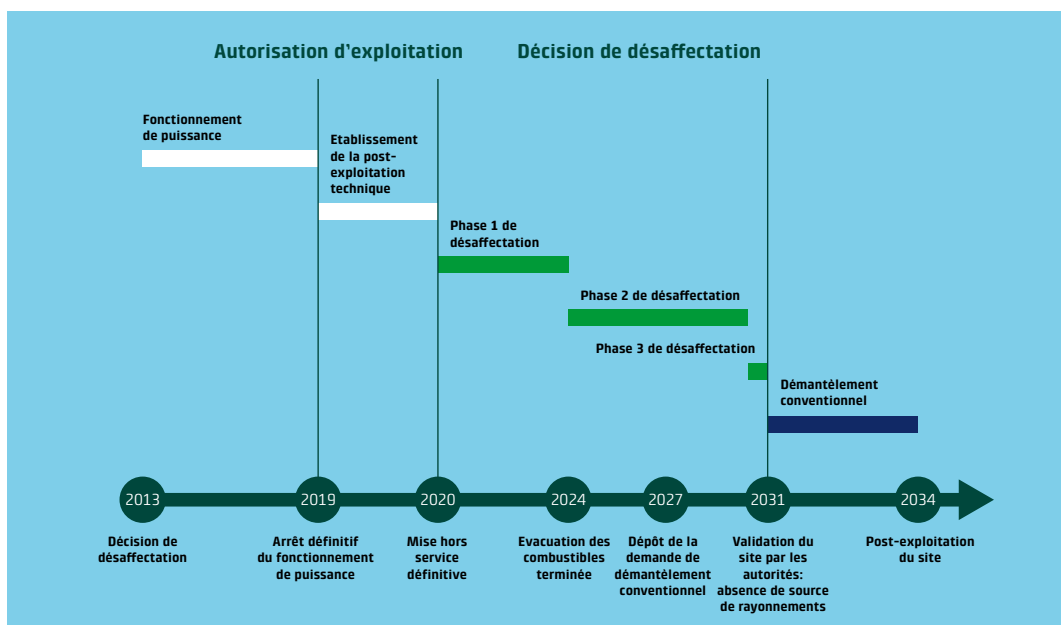 Autorisation d’exploitation
Décision de désaffectation
Fonctionnement
de puissance
Etablissement
de la post-
exploitation
technique
Phase 1 de
désaffectation
Phase 2 de désaffectation
Phase 3 de désaffectation
Démantèlement
conventionnel
2013
2019
2020
2024
2027
2031
2034
Décision de
désaffectation
Arrêt définitif
du fonctionnement
de puissance
Mise hors
service
définitive
Evacuation des
combustibles
terminée
Dépôt de la
demande de
démantèlement
conventionnel
Validation du
site par les
autorités:
absence de source
de rayonnements
Post-exploitation
du site